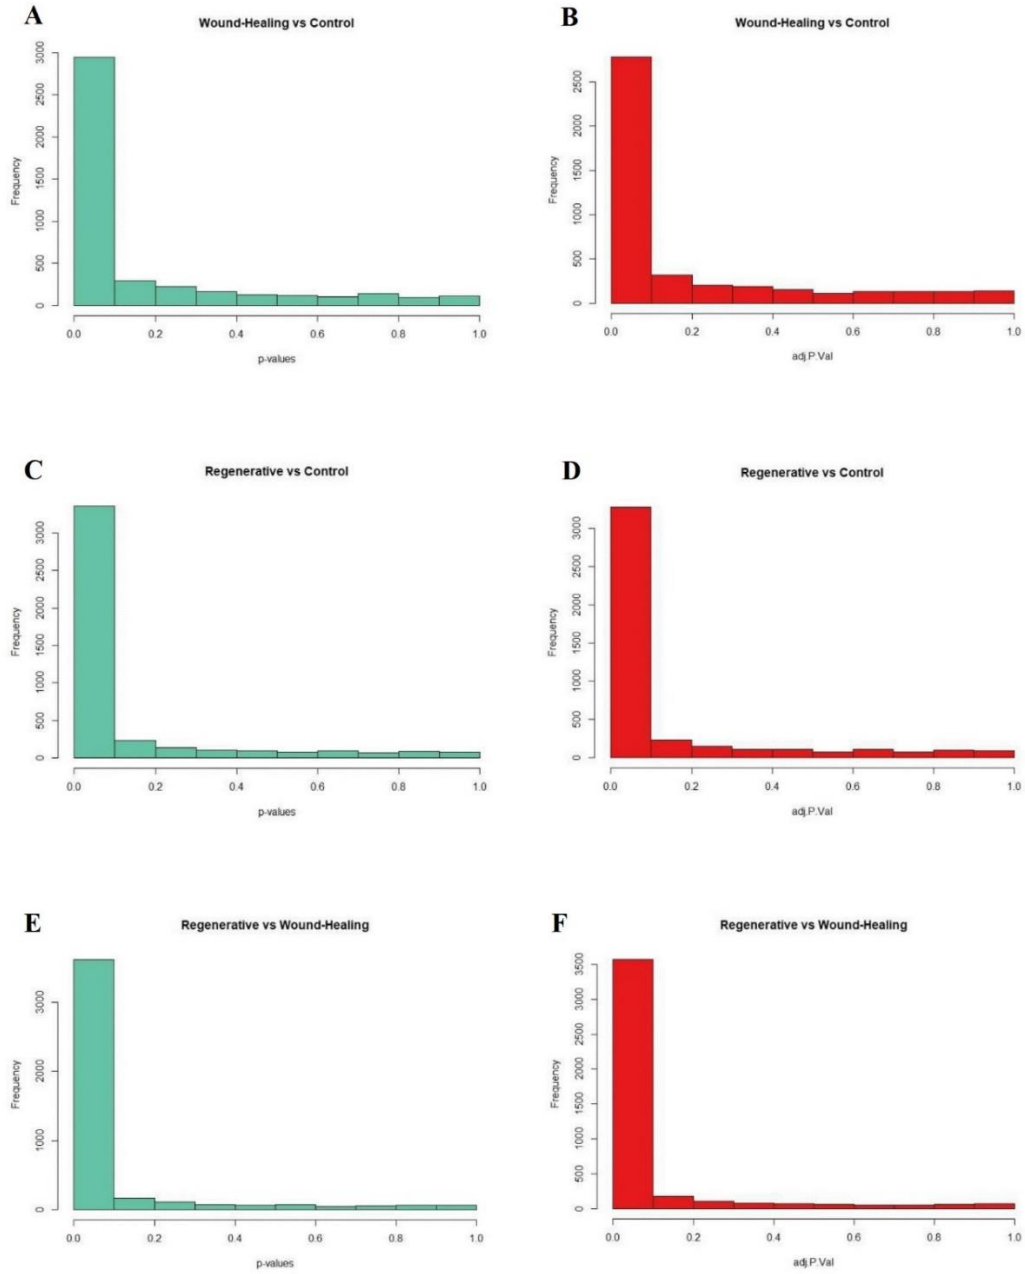 A
Wound-Healing vs Control
Frequency
3000
2500
2000
1500
1000
500
0
0.0 0.2 0.4 0.6 0.8 1.0
p-values
B
Wound-Healing vs Control
Frequency
2500
2000
1500
1000
500
0
0.0 0.2 0.4 0.6 0.8 1.0
adj.P.Val
C
Regenerative vs Control
Frequency
3000
2500
2000
1500
1000
500
0
0.0 0.2 0.4 0.6 0.8 1.0
p-values
D
Regenerative vs Control
Frequency
3000
2500
2000
1500
1000
500
0
0.0 0.2 0.4 0.6 0.8 1.0
adj.P.Val
E
Regenerative vs Wound-Healing
Frequency
3000
2000
1000
0
0.0 0.2 0.4 0.6 0.8 1.0
p-values
F
Regenerative vs Wound-Healing
Frequency
3500
3000
2500
2000
1500
1000
500
0
0.0 0.2 0.4 0.6 0.8 1.0
adj.P.Val